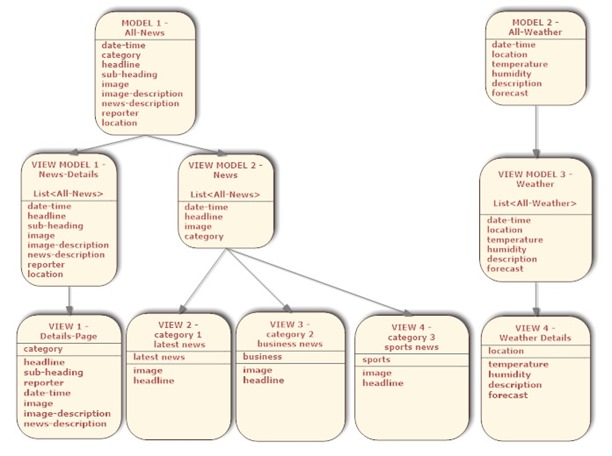 MODEL 1 -
All-News
date-time
category
headline
sub-heading
image
image-description
news-description
reporter
location
MODEL 2 -
All-Weather
date-time
location
temperature
humidity
description
forecast
VIEW MODEL 1 -
News-Details
List<All-News>
date-time
headline
sub-heading
image
image-description
news-description
reporter
location
VIEW MODEL 2 -
News
List<All-News>
date-time
headline
image
category
VIEW MODEL 3 -
Weather
List<All-Weather>
date-time
location
temperature
humidity
description
forecast
VIEW 1 -
Details-Page
category
headline
sub-heading
reporter
date-time
image
image-description
news-description
VIEW 2 -
category 1
latest news
latest news
image
headline
VIEW 3 -
category 2
business news
business
image
headline
VIEW 4 -
category 3
sports news
sports
image
headline
VIEW 4 -
Weather Details
location
temperature
humidity
description
forecast